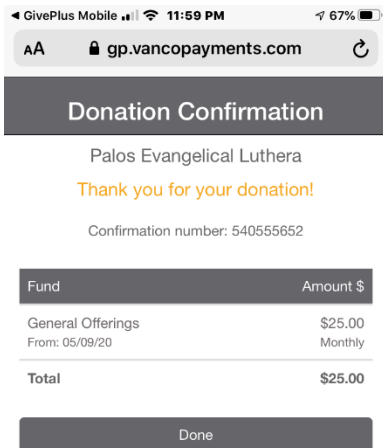 GivePlus Mobile 11:59 PM 67%
AA gp.vancopayments.com
Donation Confirmation
Palos Evangelical Luthera
Thank you for your donation!
Confirmation number: 540555652
Fund Amount $
General Offerings $25.00
From: 05/09/20 Monthly
Total $25.00
Done